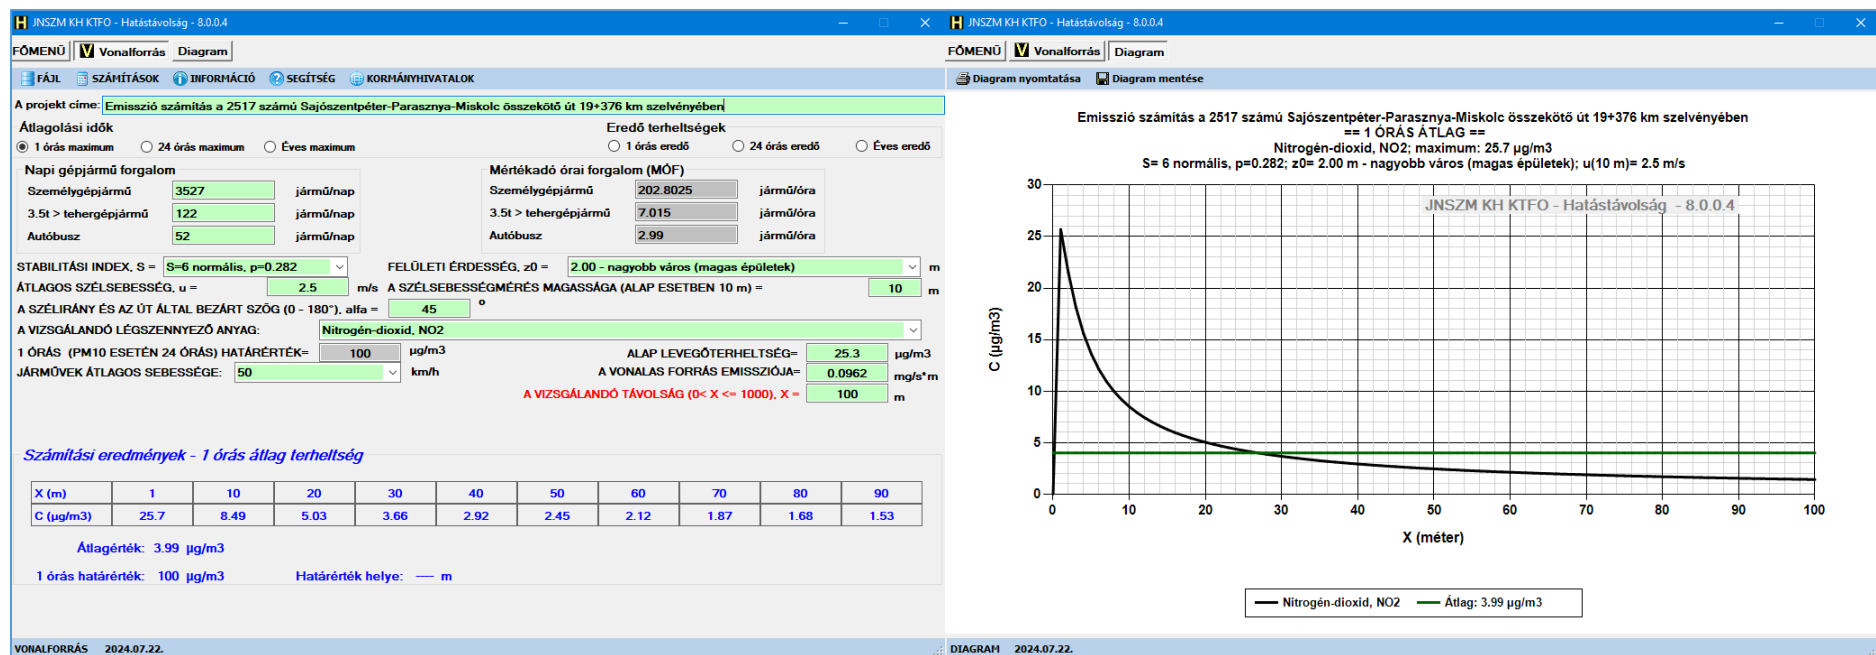 JNSZM KH KTFO - Hatástávolság - 8.0.0.4
FŐMENÜ V Vonalforrás Diagram
FÁJL SZÁMÍTÁSOK INFORMÁCIÓ SEGÍTSÉG KORMÁNYHIVATALOK
A projekt címe: Emisszió számítás a 2517 számú Sajószentpéter-Parasznya-Miskolc összekötő út 19+376 km szelvényében
Átlagolási idők Eredő terheltségek
1 órás maximum 24 órás maximum Éves maximum 1 órás eredő 24 órás eredő Éves eredő
Napi gépjármű forgalom Mértékadó órai forgalom (MÓF)
Személygépjármű 3527 jármű/nap Személygépjármű 202.8025 jármű/óra
3.5t > tehergépjármű 122 jármű/nap 3.5t > tehergépjármű 7.015 jármű/óra
Autóbusz 52 jármű/nap Autóbusz 2.99 jármű/óra
STABILITÁSI INDEX, S = S=6 normális, p=0.282 FELÜLETI ÉRDESSÉG, z0 = 2.00 - nagyobb város (magas épületek) m
ÁTLAGOS SZÉLSEBESSÉG, u = 2.5 m/s A SZÉLSEBESSÉGMÉRÉS MAGASSÁGA (ALAP ESETBEN 10 m) = 10 m
A SZÉLIRÁNY ÉS AZ ÚT ÁLTAL BEZÁRT SZÖG (0 - 180°), alfa = 45 o
A VIZSGÁLANDÓ LÉGSZENNYEZŐ ANYAG: Nitrogén-dioxid, NO2
1 ÓRÁS (PM10 ESETÉN 24 ÓRÁS) HATÁRÉRTÉK= 100 µg/m3 ALAP LEVEGŐTERHELTSÉG= 25.3 µg/m3
JÁRMŰVEK ÁTLAGOS SEBESSÉGE: 50 km/h A VONALAS FORRÁS EMISSZIÓJA= 0.0962 mg/s*m
A VIZSGÁLANDÓ TÁVOLSÁG (0< X <= 1000), X = 100 m
Számítási eredmények - 1 órás átlag terheltség
X (m) 1 10 20 30 40 50 60 70 80 90
C (µg/m3) 25.7 8.49 5.03 3.66 2.92 2.45 2.12 1.87 1.68 1.53
Átlagérték: 3.99 µg/m3
1 órás határérték: 100 µg/m3 Határérték helye: ---- m
VONALFORRÁS 2024.07.22.
JNSZM KH KTFO - Hatástávolság - 8.0.0.4
FŐMENÜ V Vonalforrás Diagram
Diagram nyomtatása Diagram mentése
Emisszió számítás a 2517 számú Sajószentpéter-Parasznya-Miskolc összekötő út 19+376 km szelvényében
== 1 ÓRÁS ÁTLAG ==
Nitrogén-dioxid, NO2; maximum: 25.7 µg/m3
S= 6 normális, p=0.282; z0= 2.00 m - nagyobb város (magas épületek); u(10 m)= 2.5 m/s
JNSZM KH KTFO - Hatástávolság - 8.0.0.4
30
25
20
15
10
5
0
C (µg/m3)
0 10 20 30 40 50 60 70 80 90 100
X (méter)
Nitrogén-dioxid, NO2 Átlag: 3.99 µg/m3
DIAGRAM 2024.07.22.